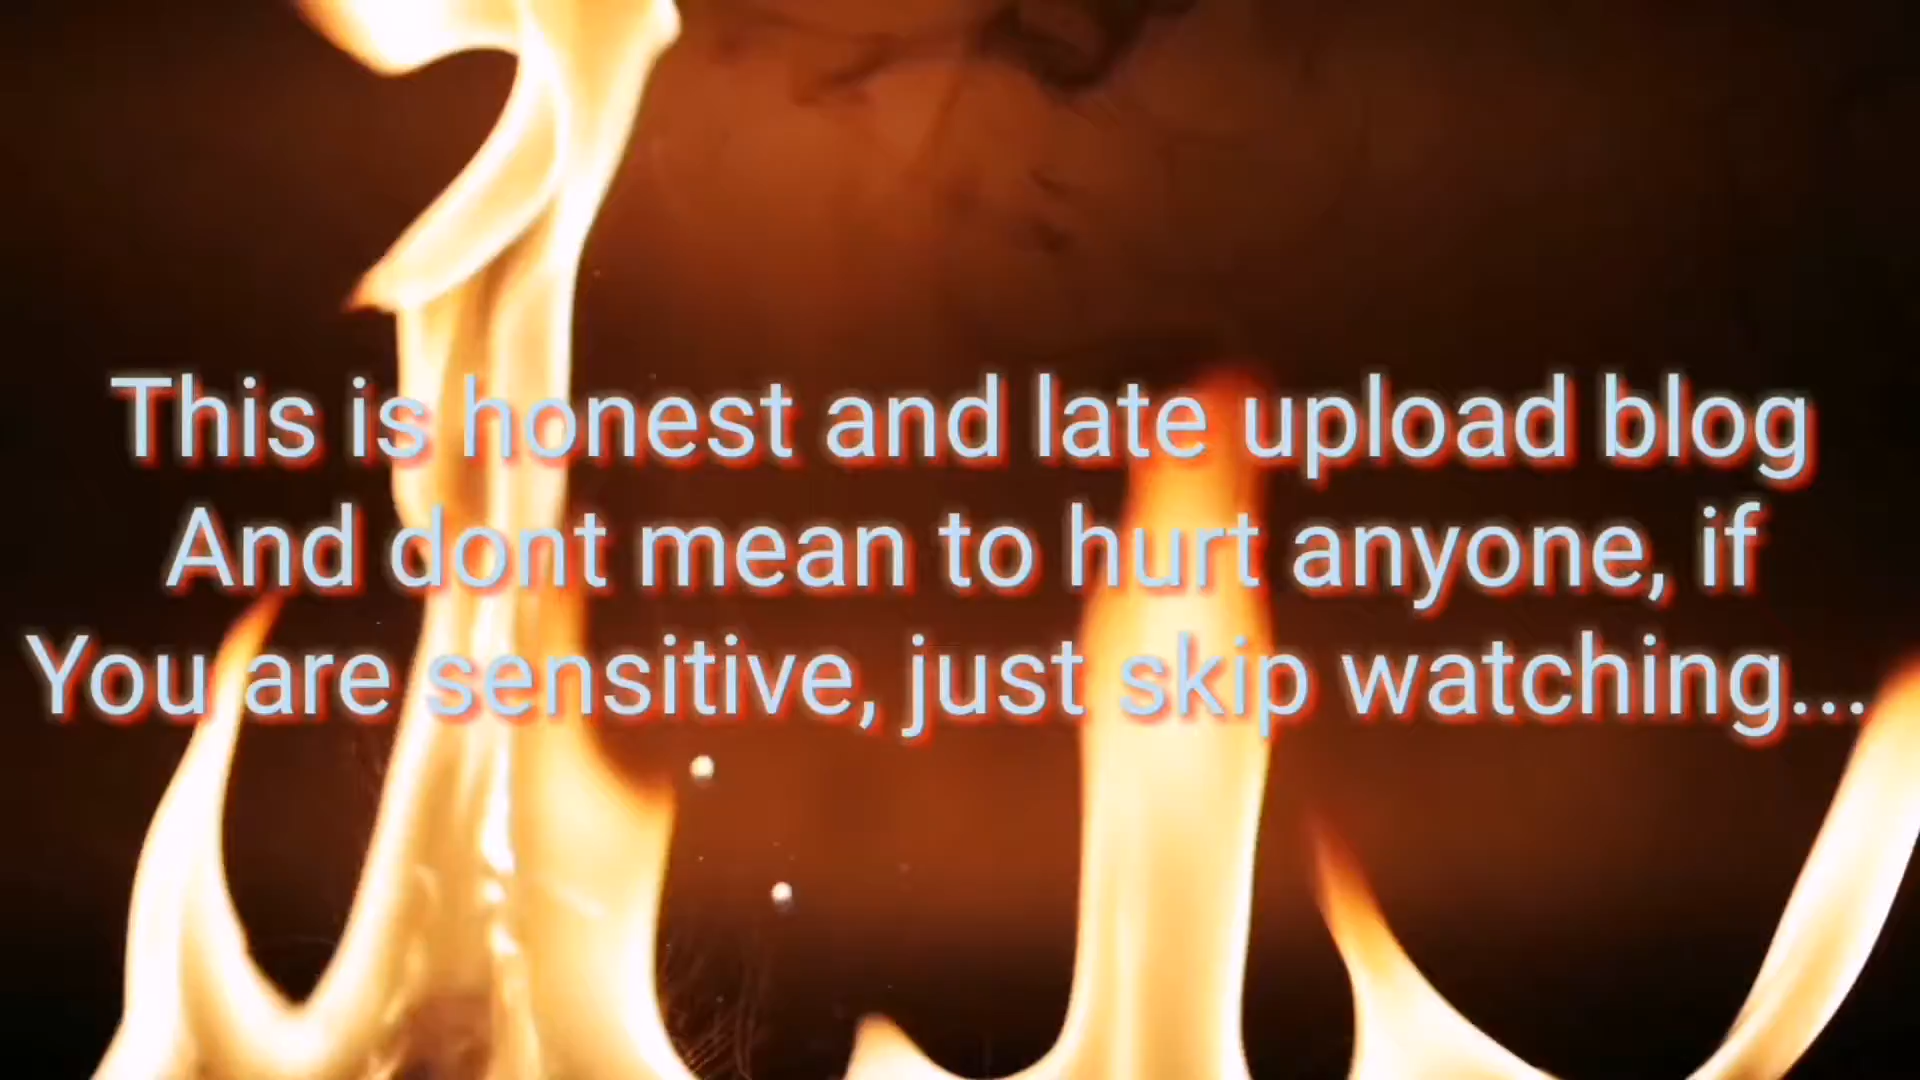 This is honest and late upload blog
And dont mean to hurt anyone, if
You are sensitive, just skip watching...